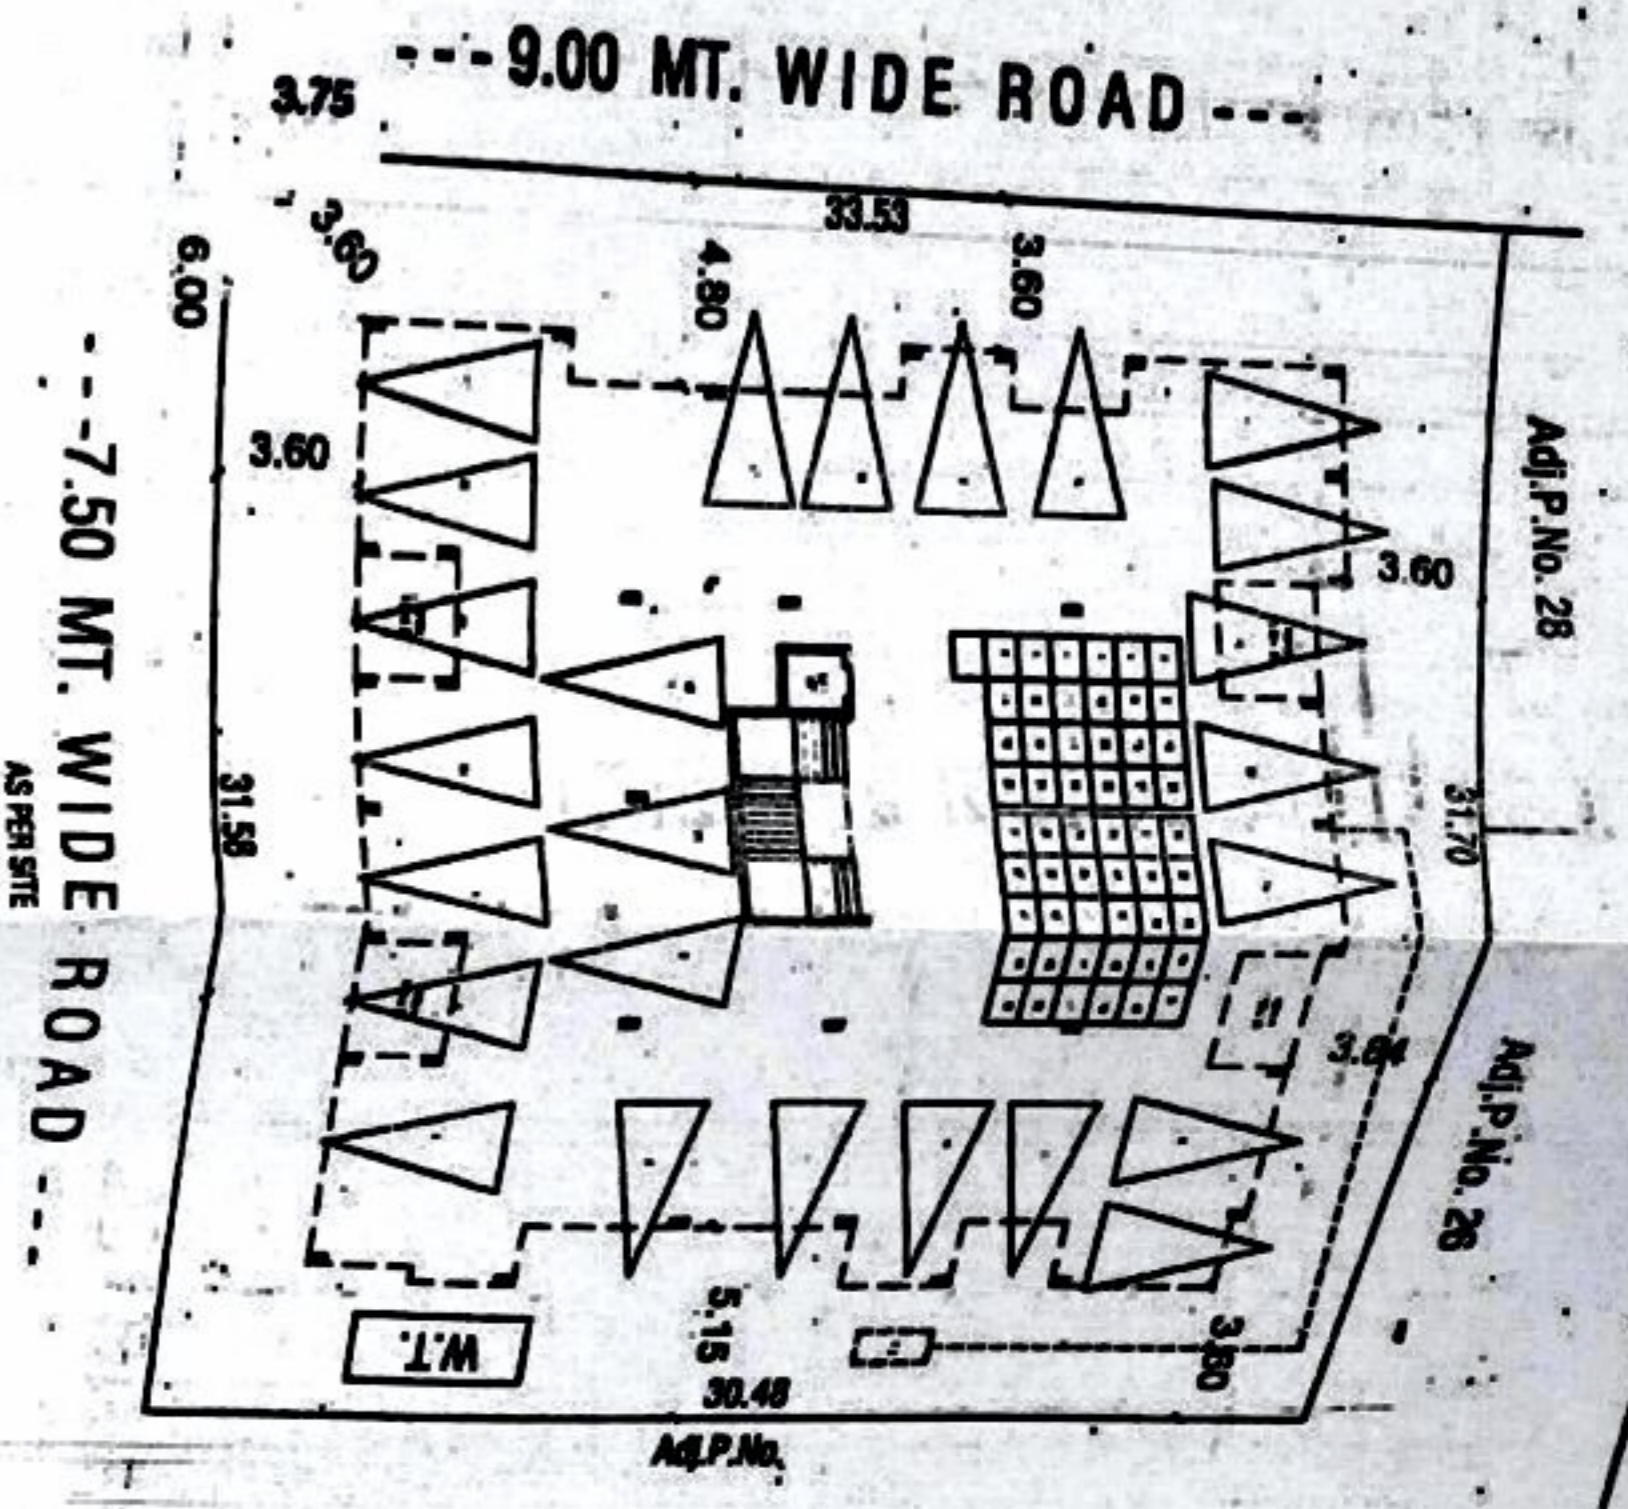 ---9.00 MT. WIDE ROAD---
3.75
33.53
3.60
6.00
4.80
3.60
3.60
Adj.P.No. 28
3.60
---7.50 MT. WIDE ROAD---
AS PER SITE
31.58
31.70
3.84
Adj.P.No. 26
W.T.
5.15
3.60
30.48
Adj.P.No.